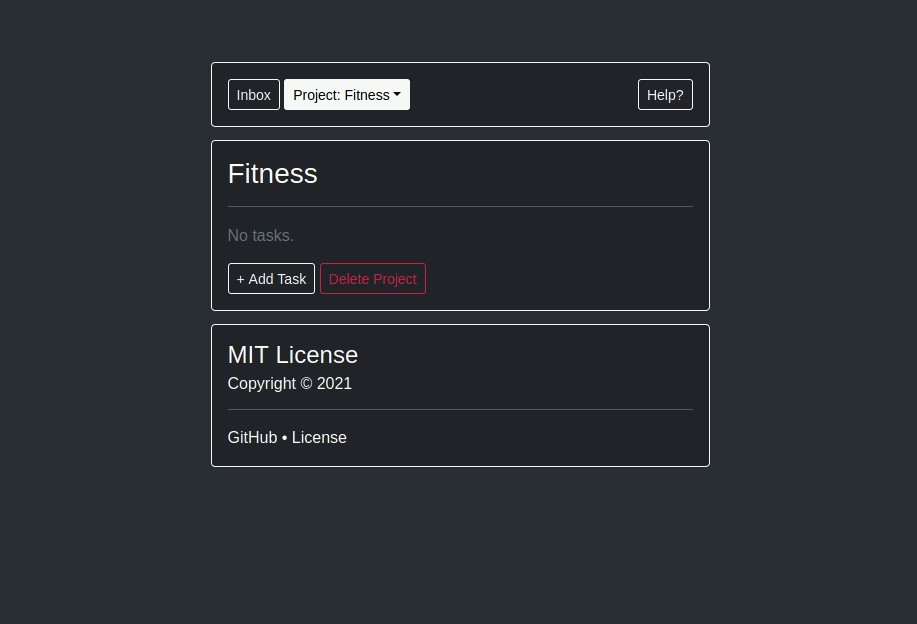 Inbox Project: Fitness Help?
Fitness
No tasks.
+ Add Task Delete Project
MIT License
Copyright © 2021
GitHub • License